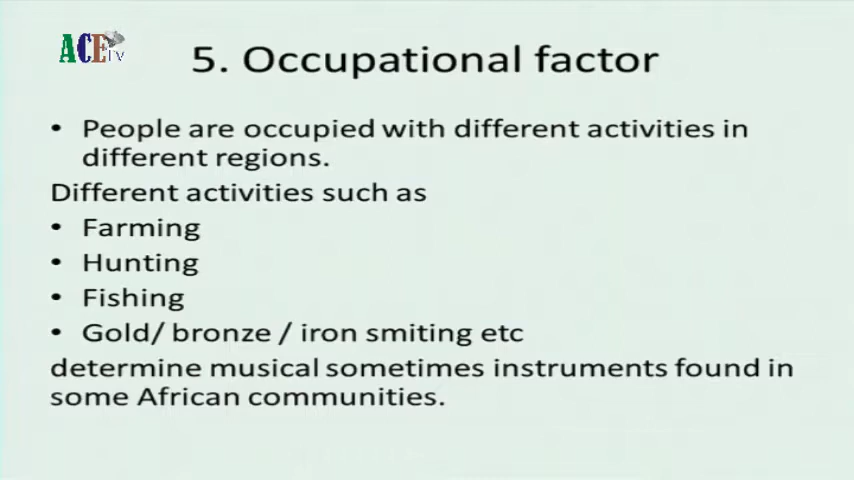 ACE TV
5. Occupational factor
• People are occupied with different activities in
different regions.
Different activities such as
• Farming
• Hunting
• Fishing
• Gold/ bronze / iron smiting etc
determine musical sometimes instruments found in
some African communities.